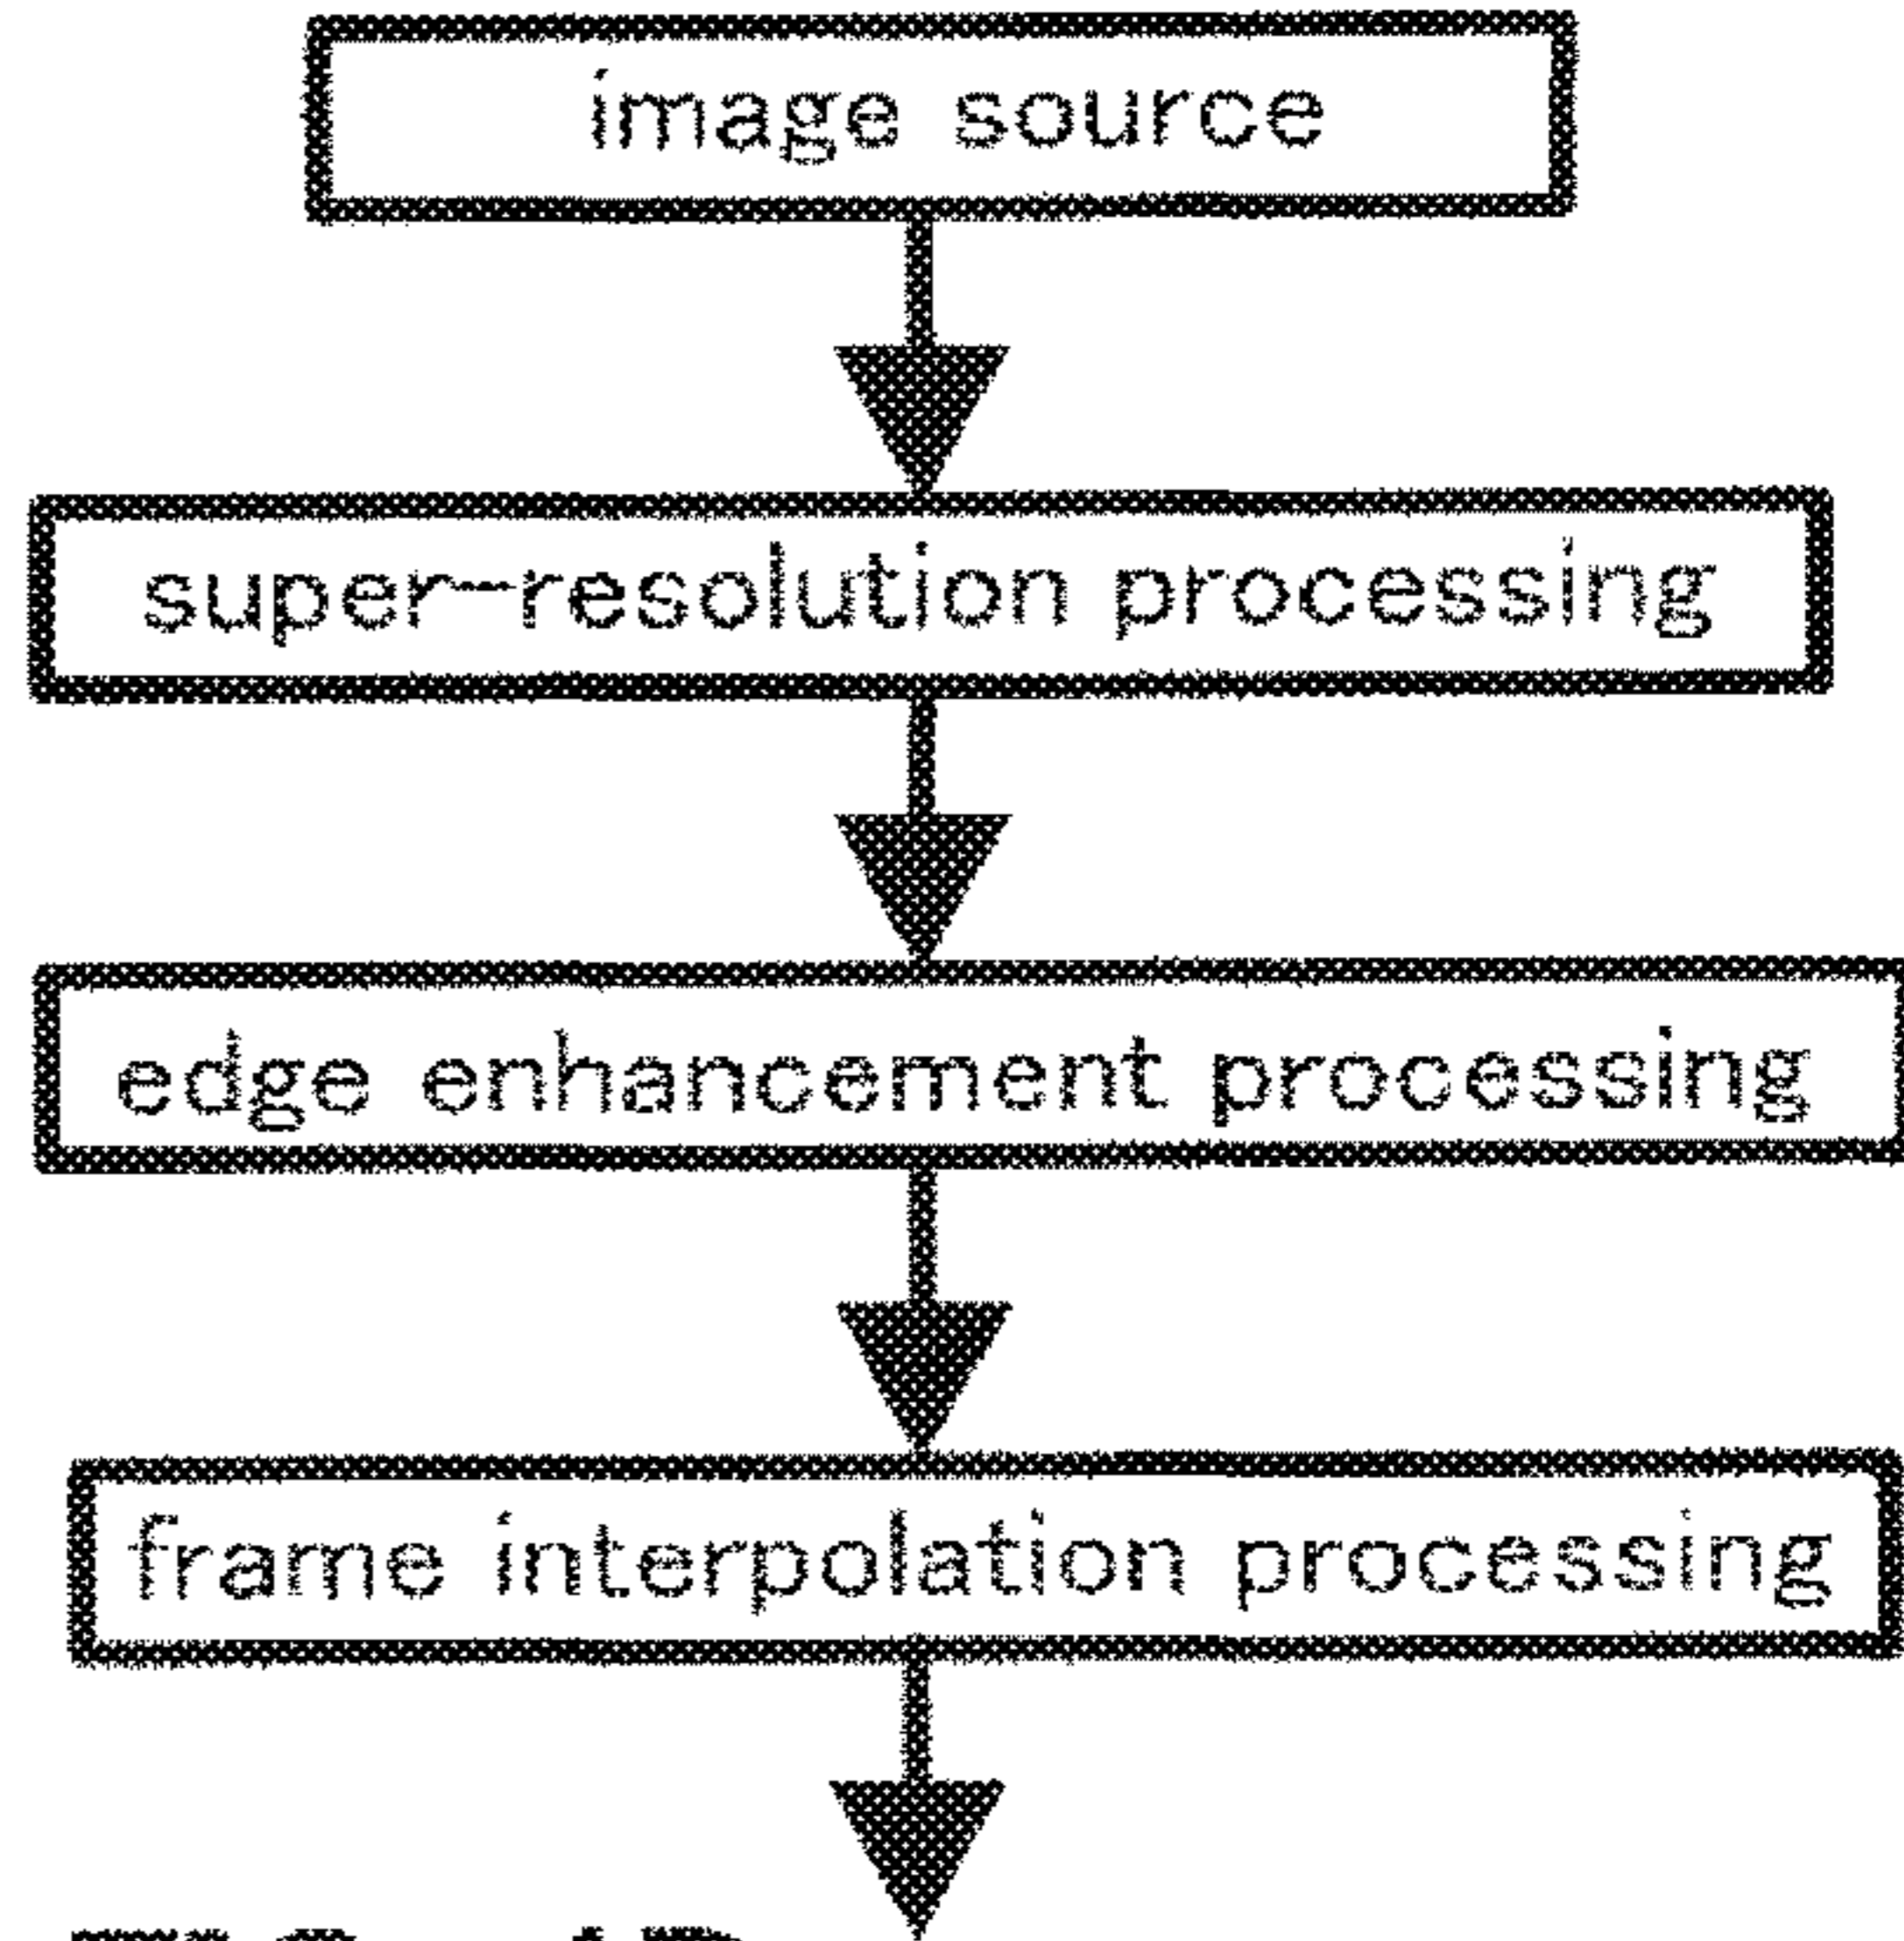 image source
super-resolution processing
edge enhancement processing
frame interpolation processing